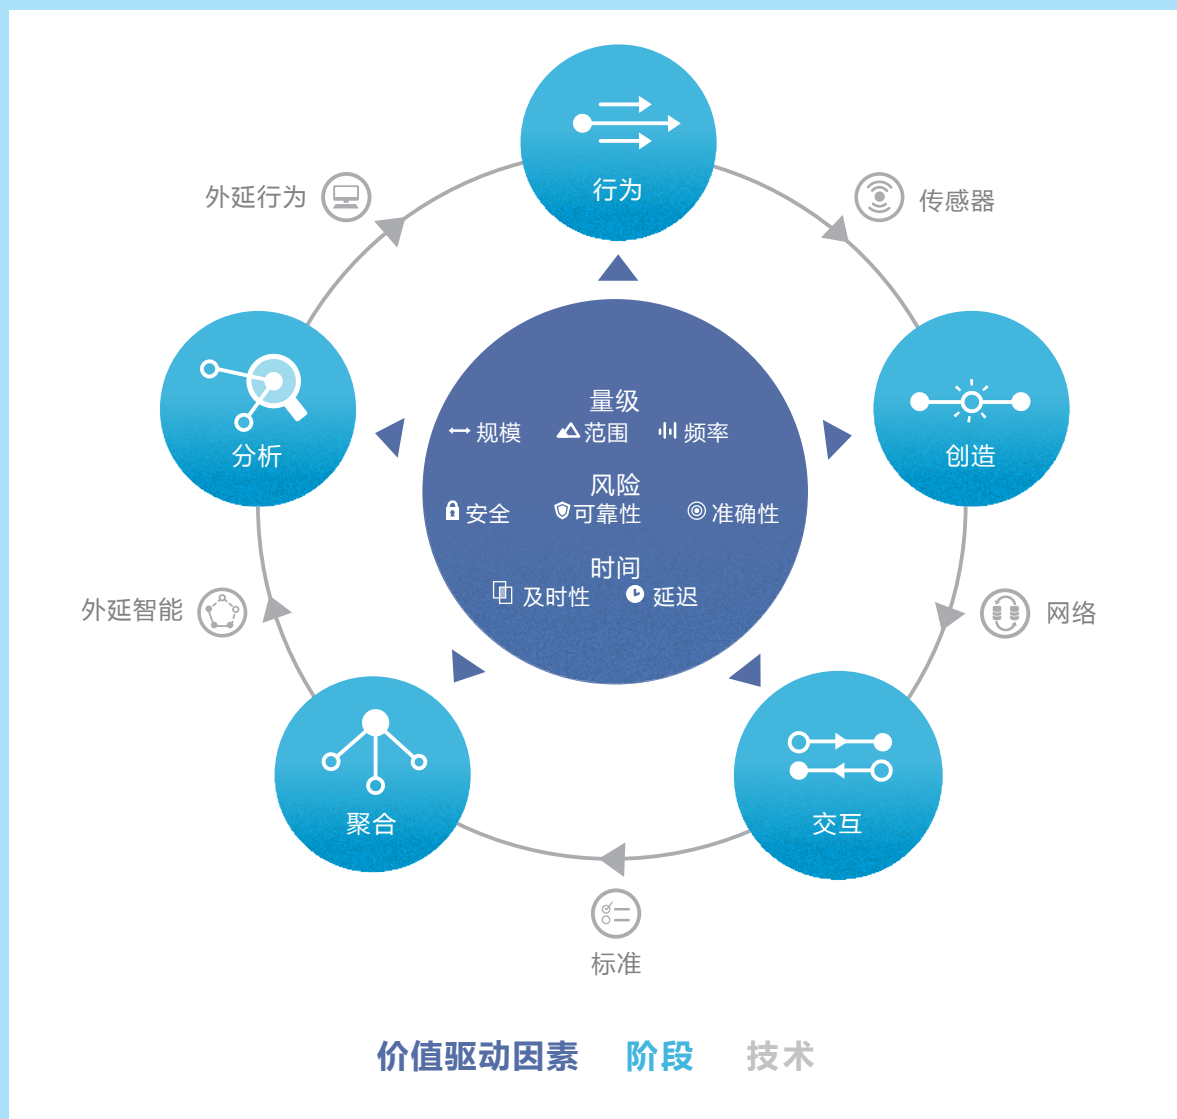 行为
外延行为
传感器
分析
创造
量级
规模 范围 频率
风险
安全 可靠性 准确性
时间
及时性 延迟
外延智能
网络
聚合
交互
标准
价值驱动因素 阶段 技术